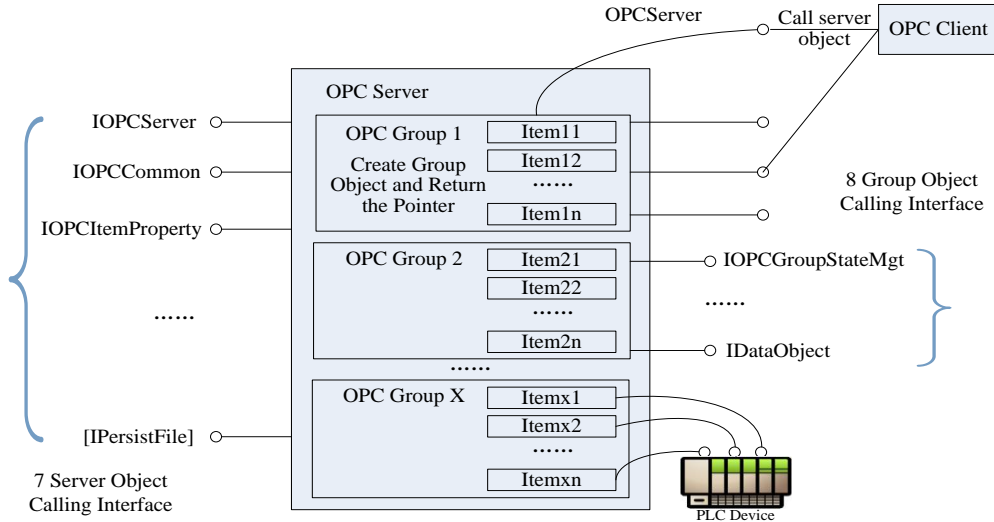 OPCServer
Call server
object
OPC Client
OPC Server
IOPCServer
IOPCCommon
IOPCItemProperty
......
[IPersistFile]
7 Server Object
Calling Interface
OPC Group 1
Create Group
Object and Return
the Pointer
Item11
Item12
......
Item1n
OPC Group 2
Item21
Item22
......
Item2n
......
OPC Group X
Itemx1
Itemx2
......
Itemxn
8 Group Object
Calling Interface
IOPCGroupStateMgt
......
IDataObject
PLC Device